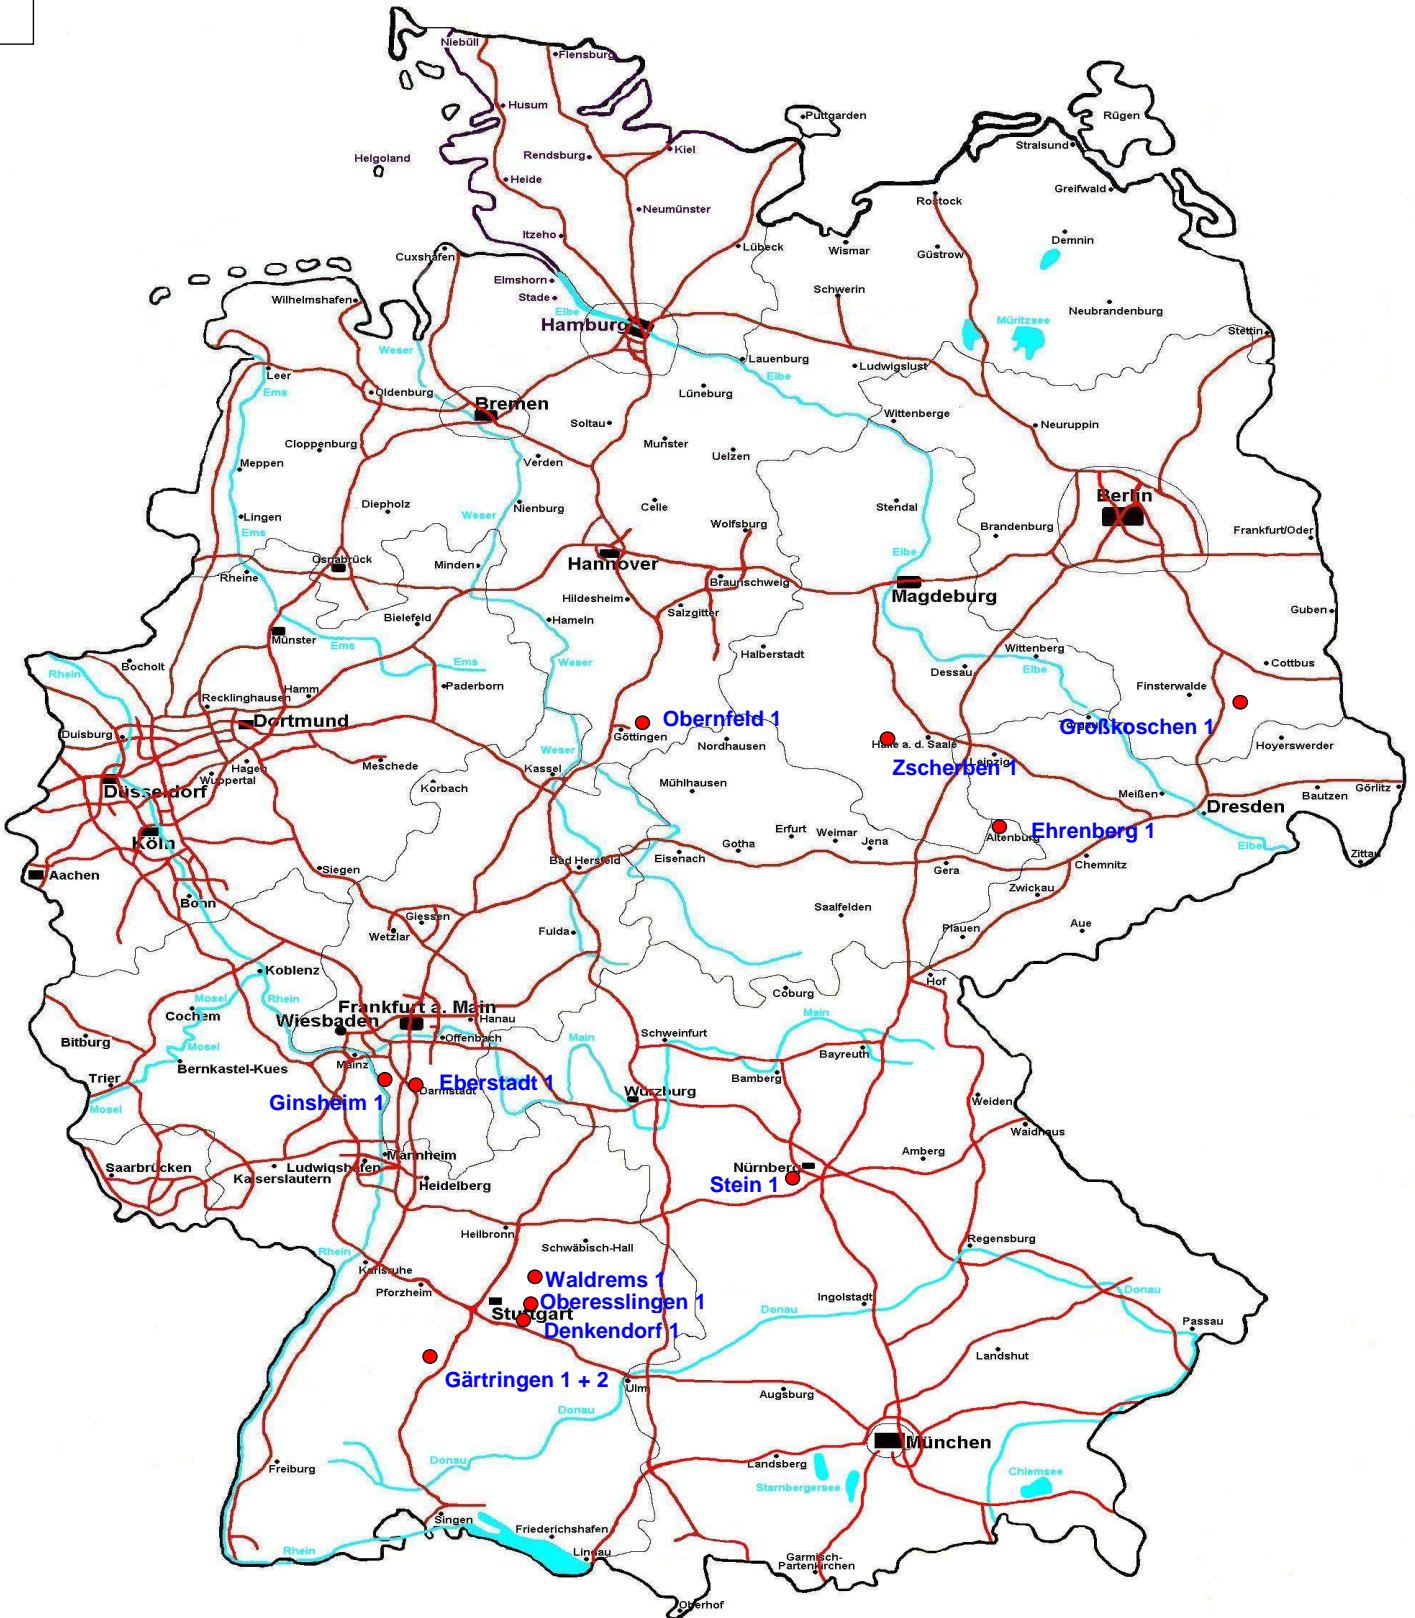 Niebüll
Flensburg
Husum
Puttgarden
Rügen
Stralsund
Helgoland
Rendsburg
Kiel
Heide
Greifwald
Rostock
Neumünster
Itzeho
Lübeck
Wismar
Güstrow
Demnin
Cuxshafen
Elmshorn
Stade
Elbe
Schwerin
Wilhelmshafen
Hamburg
Neubrandenburg
Müritzsee
Stettin
Weser
Lauenburg
Elbe
Ludwigslust
Leer
Ems
Oldenburg
Lüneburg
Bremen
Wittenberge
Soltau
Neuruppin
Cloppenburg
Munster
Uelzen
Meppen
Verden
Berlin
Diepholz
Nienburg
Celle
Stendal
Lingen
Weser
Wolfsburg
Brandenburg
Frankfurt/Oder
Ems
Elbe
Osnabrück
Minden
Hannover
Rheine
Braunschweig
Magdeburg
Hildesheim
Salzgitter
Guben
Bielefeld
Hameln
Münster
Ems
Halberstadt
Wittenberg
Bocholt
Ems
Weser
Elbe
Cottbus
Rhein
Dessau
Paderborn
Finsterwalde
Recklinghausen
Hamm
Dortmund
Obernfeld 1
Großkoschen 1
Duisburg
Göttingen
Nordhausen
Halle a. d. Saale
Hoyerswerder
Weser
Leipzig
Meschede
Hagen
Kassel
Zscherben 1
Wuppertal
Korbach
Mühlhausen
Düsseldorf
Meißen
Bautzen
Görlitz
Dresden
Köln
Erfurt
Weimar
Ehrenberg 1
Altenburg
Jena
Gotha
Elbe
Eisenach
Zittau
Bad Hersfeld
Chemnitz
Siegen
Gera
Aachen
Zwickau
Bonn
Saalfelden
Giessen
Plauen
Aue
Wetzlar
Fulda
Koblenz
Hof
Mosel
Rhein
Coburg
Frankfurt a. Main
Cochem
Wiesbaden
Hanau
Main
Offenbach
Main
Schweinfurt
Bitburg
Mosel
Bayreuth
Mainz
Bernkastel-Kues
Bamberg
Trier
Eberstadt 1
Darmstadt
Würzburg
Ginsheim 1
Mosel
Weiden
Waidhaus
Mannheim
Amberg
Saarbrücken
Ludwigshafen
Nürnberg
Kaiserslautern
Heidelberg
Stein 1
Heilbronn
Schwäbisch-Hall
Regensburg
Rhein
Karlsruhe
Waldrems 1
Pforzheim
Ingolstadt
Donau
Oberesslingen 1
Donau
Stuttgart
Passau
Denkendorf 1
Landshut
Gärtringen 1 + 2
Ulm
Augsburg
Donau
München
Donau
Landsberg
Freiburg
Starnbergersee
Chiemsee
Singen
Friederichshafen
Rhein
Lindau
Garmisch-
Partenkirchen
Oberhof